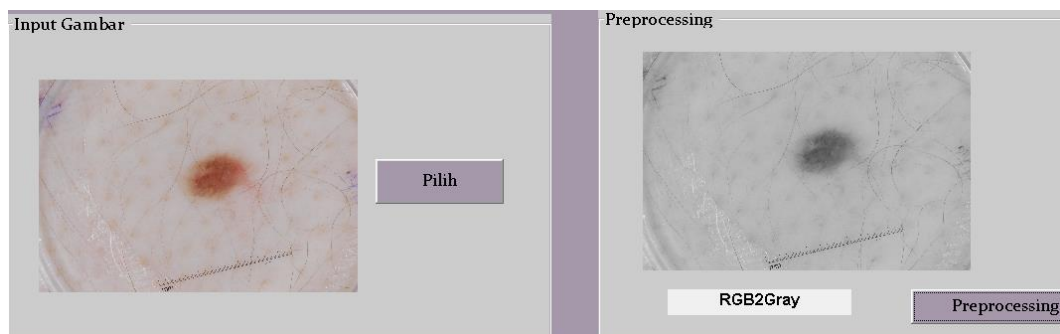 Input Gambar
Pilih
Preprocessing
RGB2Gray
Preprocessing